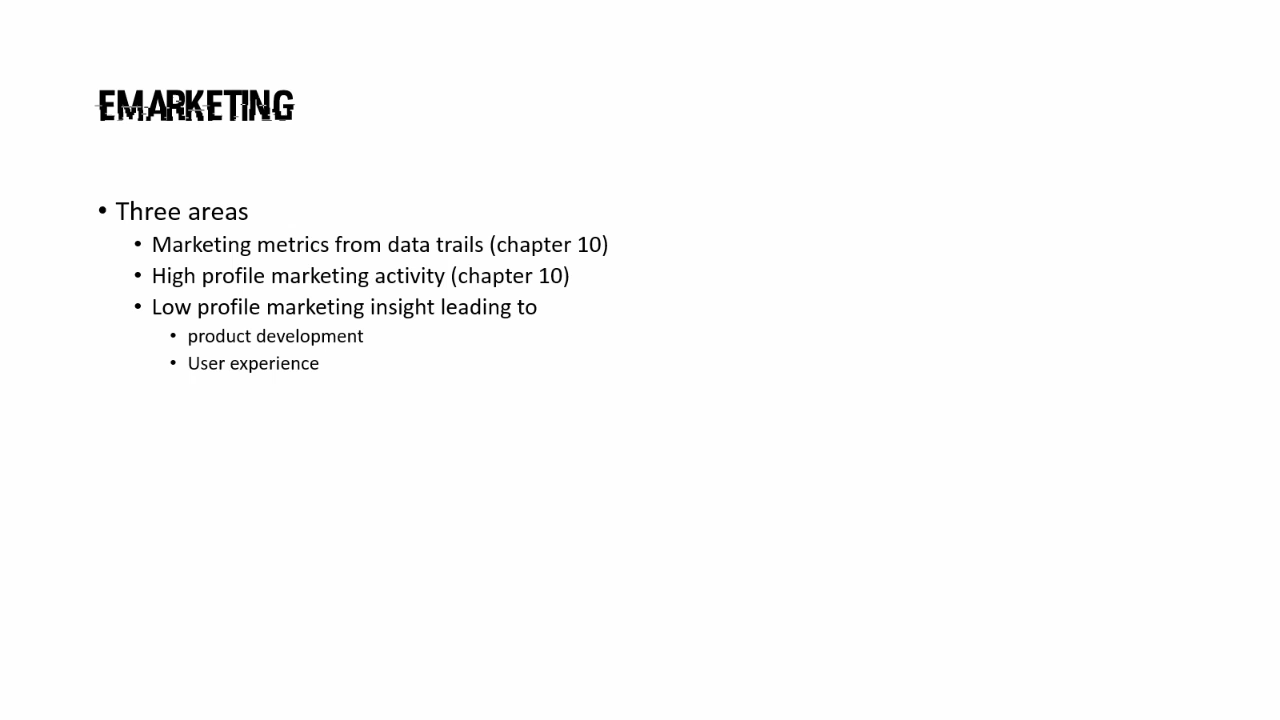 EMARKETING
• Three areas
• Marketing metrics from data trails (chapter 10)
• High profile marketing activity (chapter 10)
• Low profile marketing insight leading to
• product development
• User experience